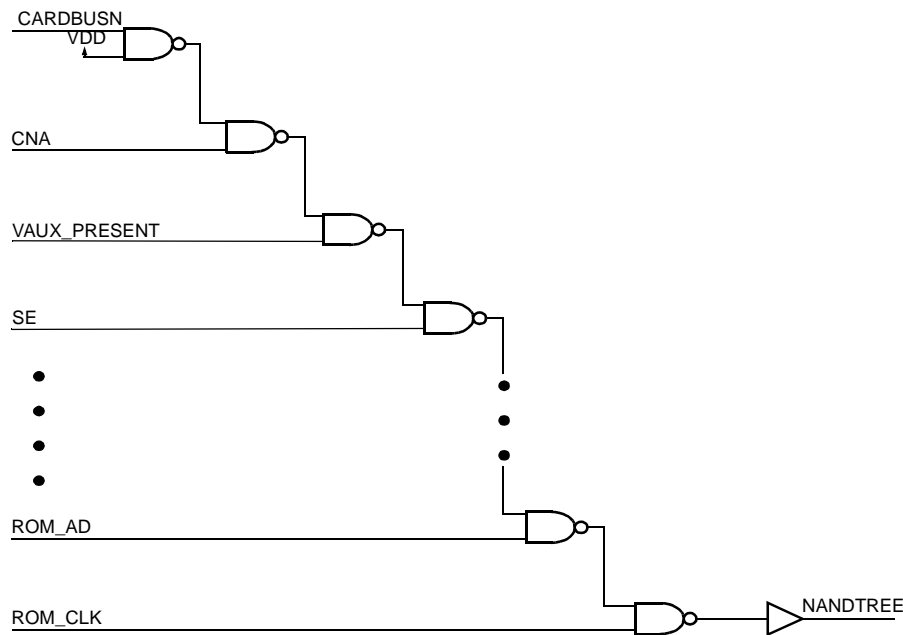 CARDBUSN
VDD
CNA
VAUX_PRESENT
SE
ROM_AD
ROM_CLK
NANDTREE